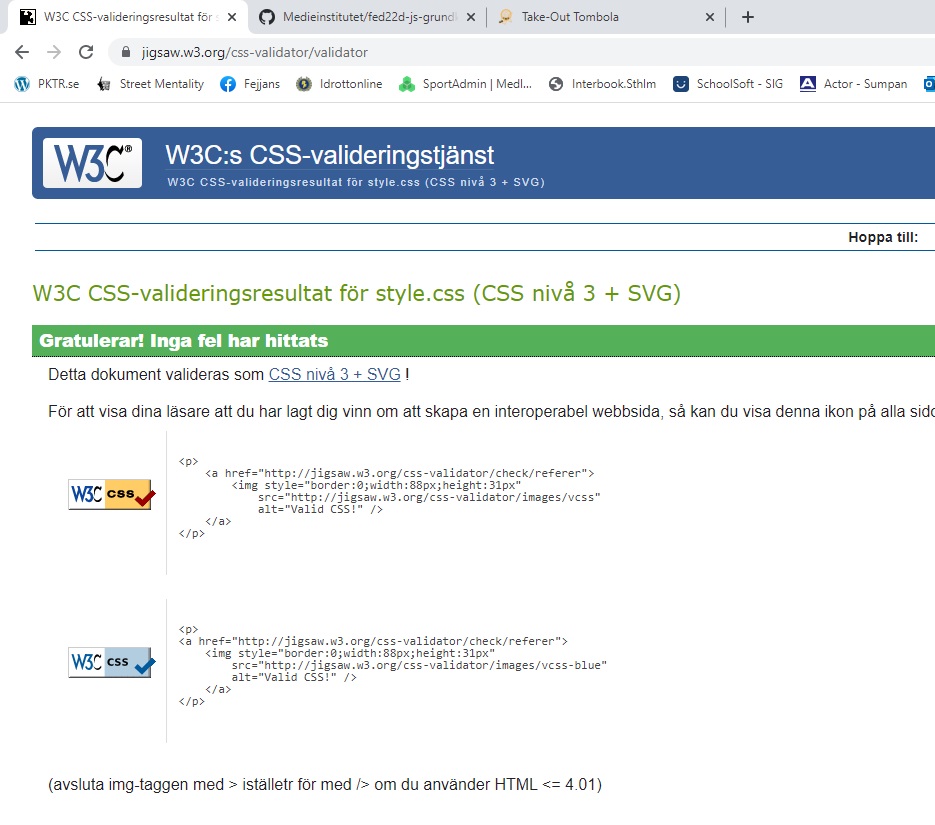 W3C CSS-valideringsresultat för s
Medieinstitutet/fed22d-js-grundk
Take-Out Tombola
jigsaw.w3.org/css-validator/validator
PKTR.se
Street Mentality
Fejjans
Idrottonline
SportAdmin | Medl...
Interbook.Sthlm
SchoolSoft - SIG
Actor - Sumpan
W3C®
W3C:s CSS-valideringstjänst
W3C CSS-valideringsresultat för style.css (CSS nivå 3 + SVG)
Hoppa till:
W3C CSS-valideringsresultat för style.css (CSS nivå 3 + SVG)
Gratulerar! Inga fel har hittats
Detta dokument valideras som CSS nivå 3 + SVG !
För att visa dina läsare att du har lagt dig vinn om att skapa en interoperabel webbsida, så kan du visa denna ikon på alla sido
W3C css
<p>
<a href="http://jigsaw.w3.org/css-validator/check/referer">
<img style="border:0;width:88px;height:31px"
src="http://jigsaw.w3.org/css-validator/images/vcss"
alt="Valid CSS!" />
</a>
</p>
W3C css
<p>
<a href="http://jigsaw.w3.org/css-validator/check/referer">
<img style="border:0;width:88px;height:31px"
src="http://jigsaw.w3.org/css-validator/images/vcss-blue"
alt="Valid CSS!" />
</a>
</p>
(avsluta img-taggen med > iställetr för med /> om du använder HTML <= 4.01)